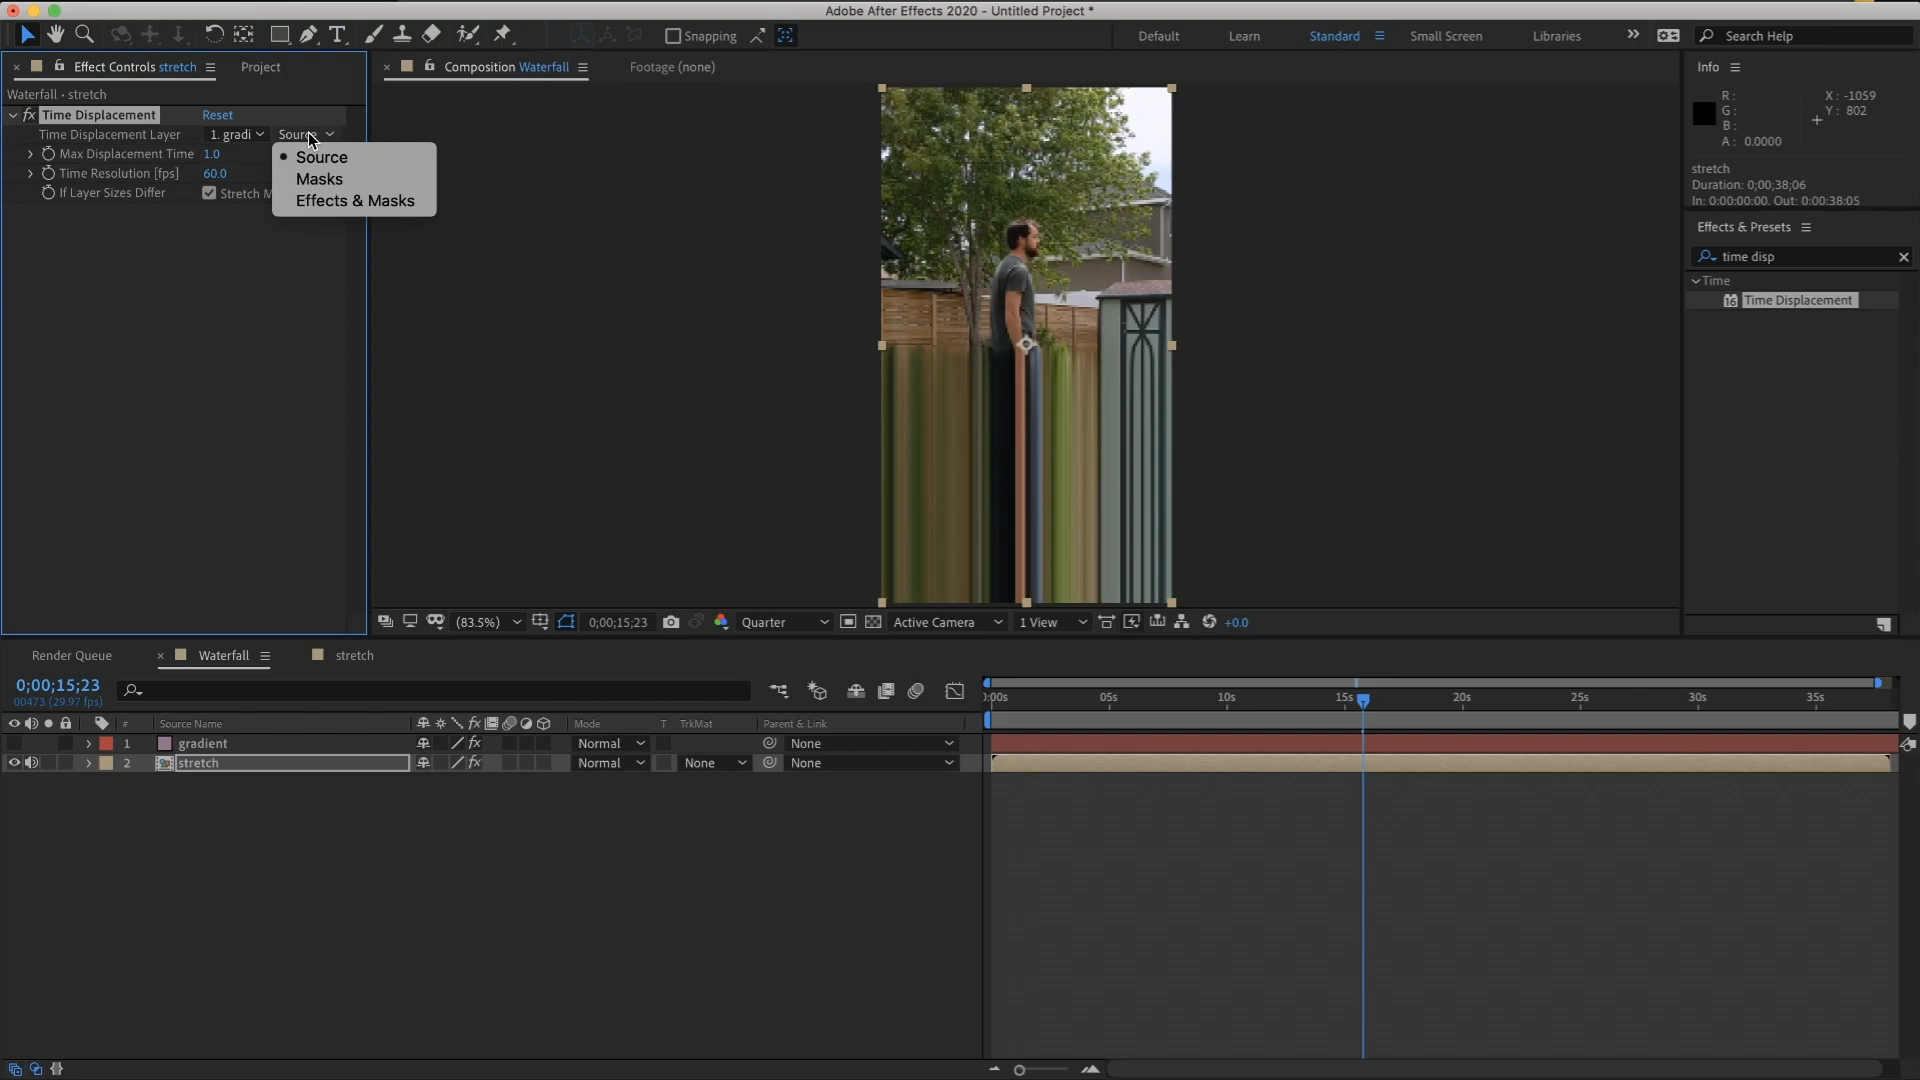 Adobe After Effects 2020 - Untitled Project *
Snapping
Default
Learn
Standard
Small Screen
Libraries
Search Help
Effect Controls stretch
Project
Waterfall • stretch
fx Time Displacement Reset
Time Displacement Layer 1. gradi Source
Max Displacement Time 1.0
Time Resolution [fps] 60.0
If Layer Sizes Differ Stretch M
Source
Masks
Effects & Masks
Composition Waterfall
Footage (none)
(83.5%)
0;00;15;23
Quarter
Active Camera
1 View
+0.0
Info
R :
G :
B :
A : 0.0000
X : -1059
Y : 802
stretch
Duration: 0;00;38;06
In: 0:00:00:00, Out: 0:00:38:05
Effects & Presets
time disp
Time
16 Time Displacement
Render Queue
Waterfall
stretch
0;00;15;23
00473 (29.97 fps)
# Source Name fx Mode T TrkMat Parent & Link
1 gradient fx Normal None
2 stretch fx Normal None None
0:00s 05s 10s 15s 20s 25s 30s 35s